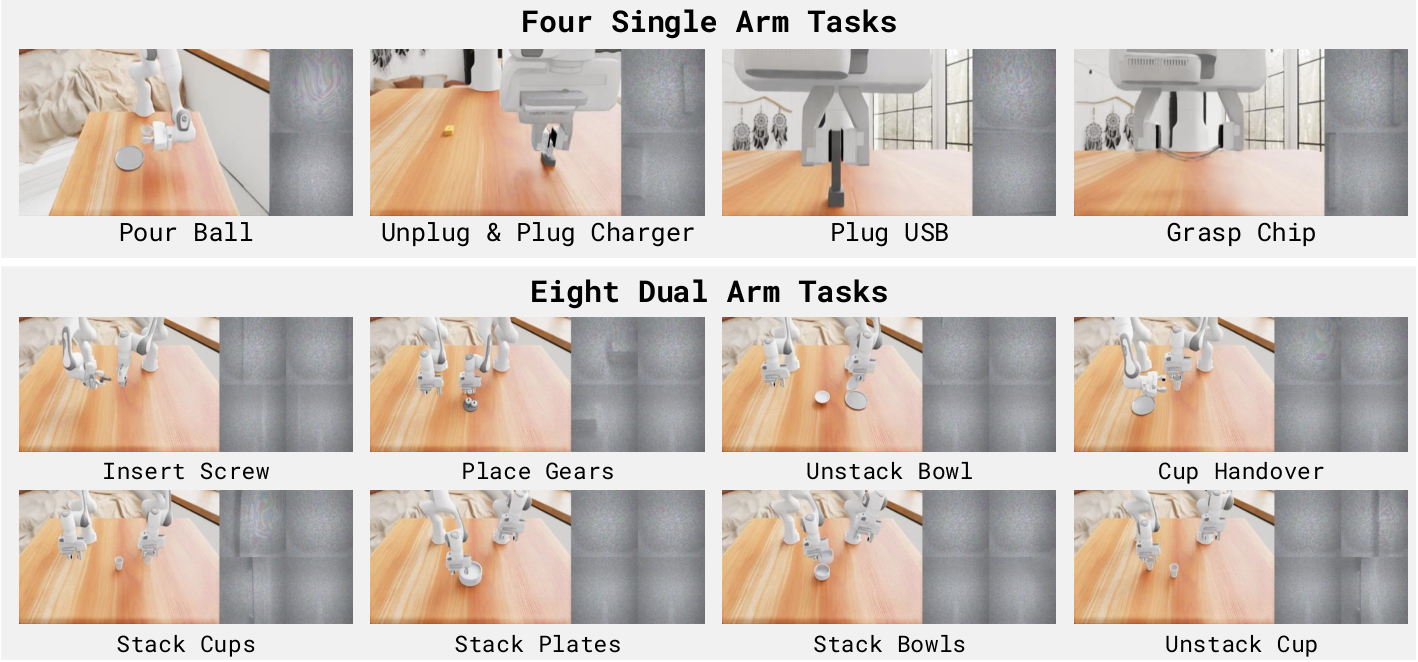 Four Single Arm Tasks
Pour Ball
Unplug & Plug Charger
Plug USB
Grasp Chip
Eight Dual Arm Tasks
Insert Screw
Place Gears
Unstack Bowl
Cup Handover
Stack Cups
Stack Plates
Stack Bowls
Unstack Cup